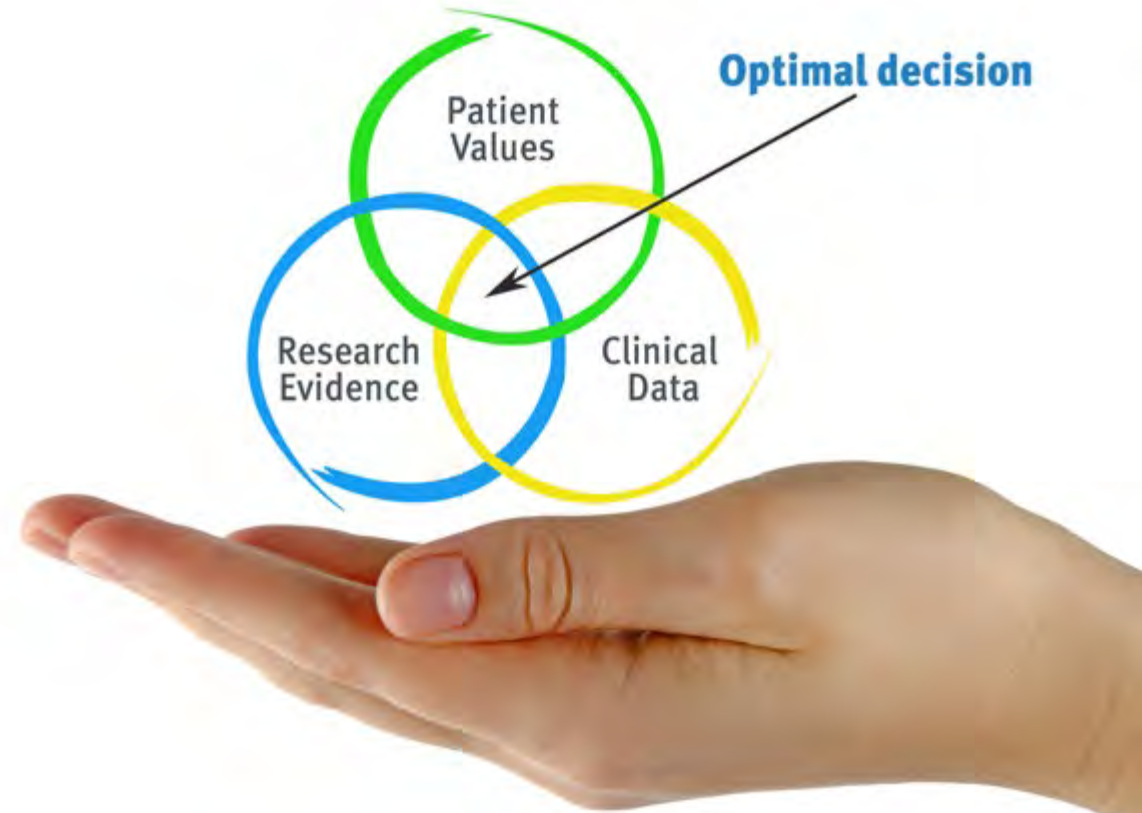 Optimal decision
Patient
Values
Research
Evidence
Clinical
Data